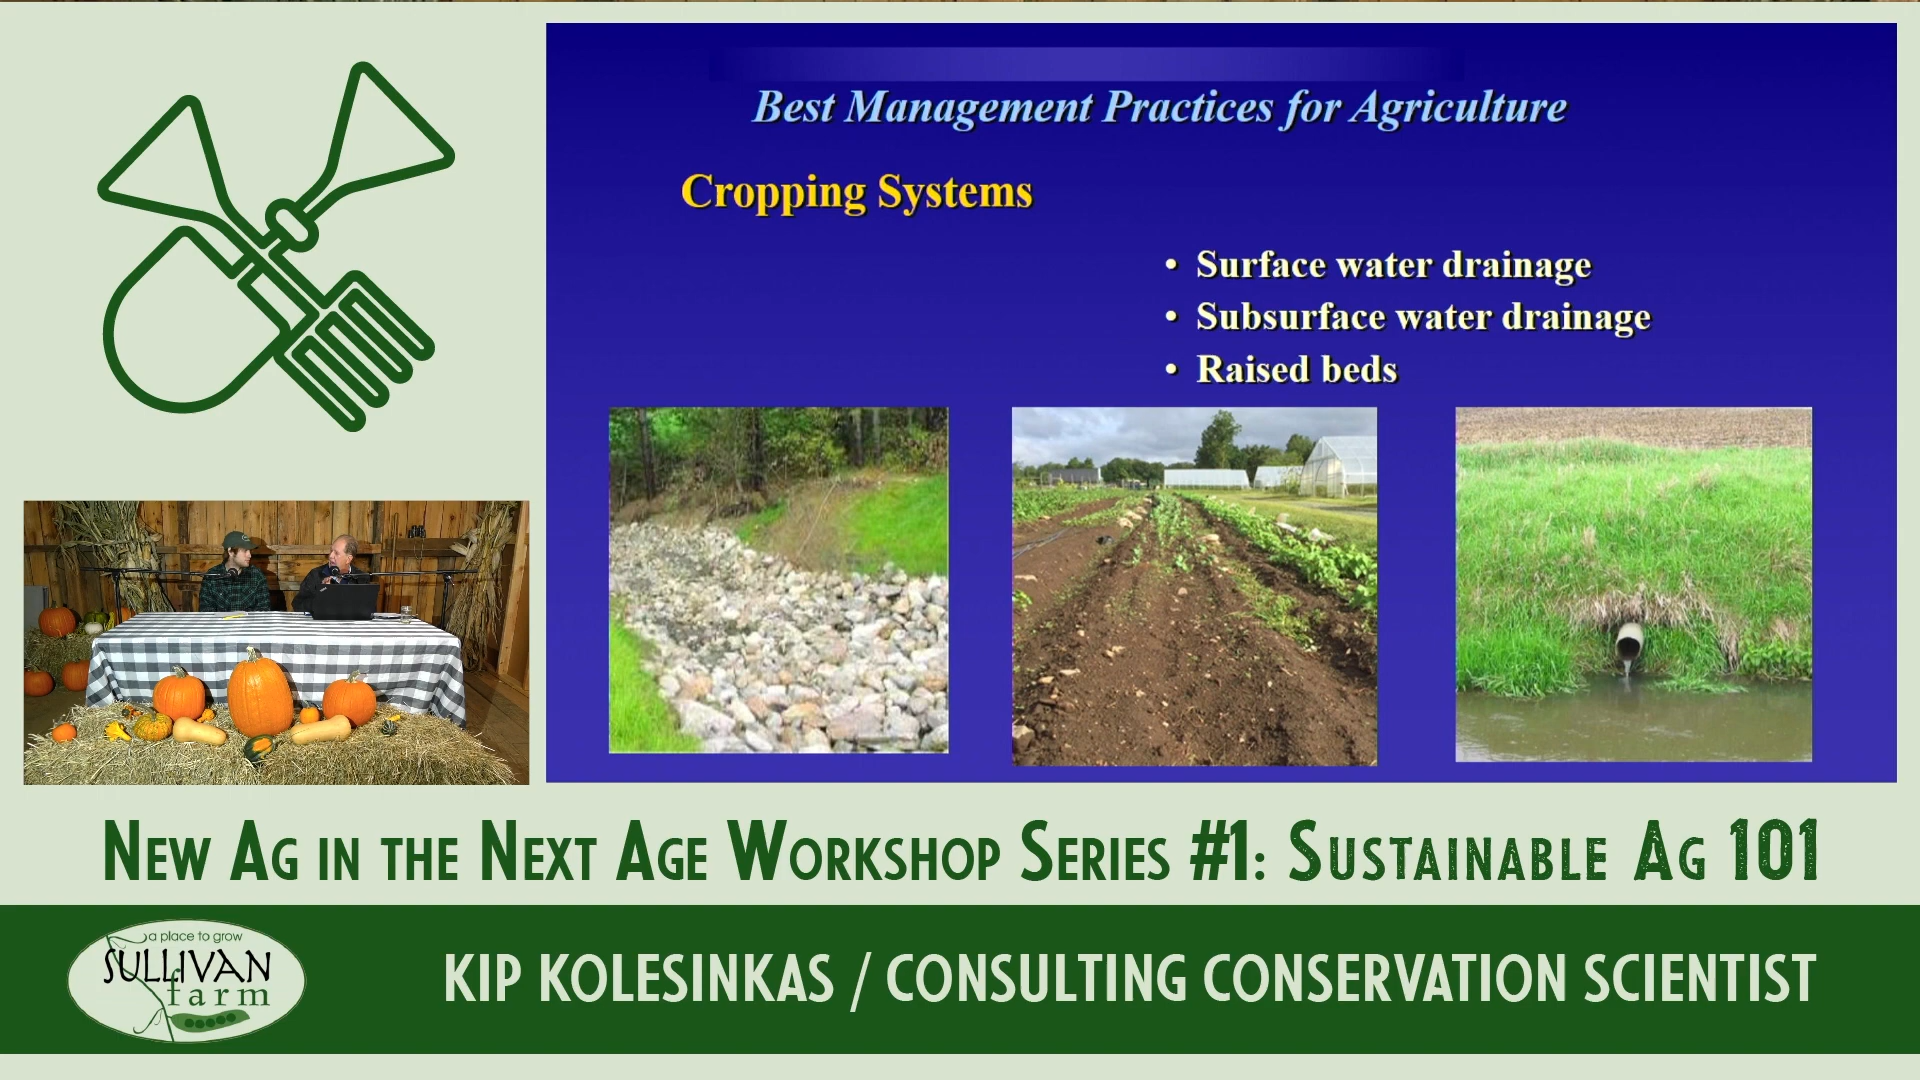 Best Management Practices for Agriculture
Cropping Systems
• Surface water drainage
• Subsurface water drainage
• Raised beds
New Ag in the Next Age Workshop Series #1: Sustainable Ag 101
a place to grow
SULLIVAN
farm
KIP KOLESINKAS / CONSULTING CONSERVATION SCIENTIST